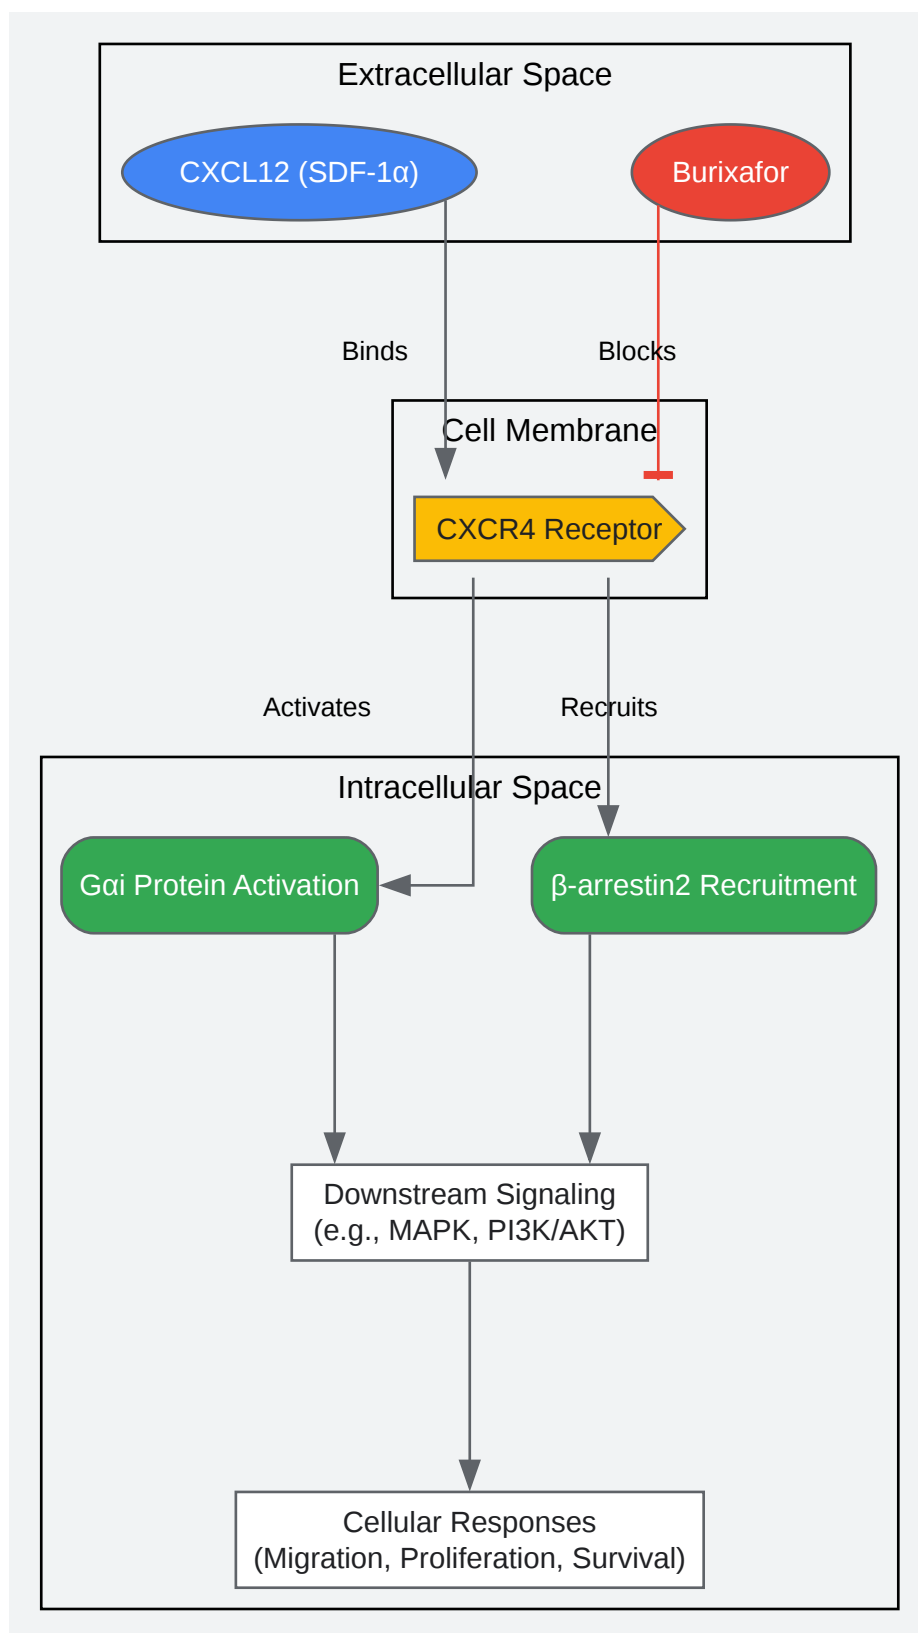 Extracellular Space
CXCL12 (SDF-1α)
Burixafor
Binds
Blocks
Cell Membrane
CXCR4 Receptor
Activates
Recruits
Intracellular Space
Gαi Protein Activation
β-arrestin2 Recruitment
Downstream Signaling
(e.g., MAPK, PI3K/AKT)
Cellular Responses
(Migration, Proliferation, Survival)